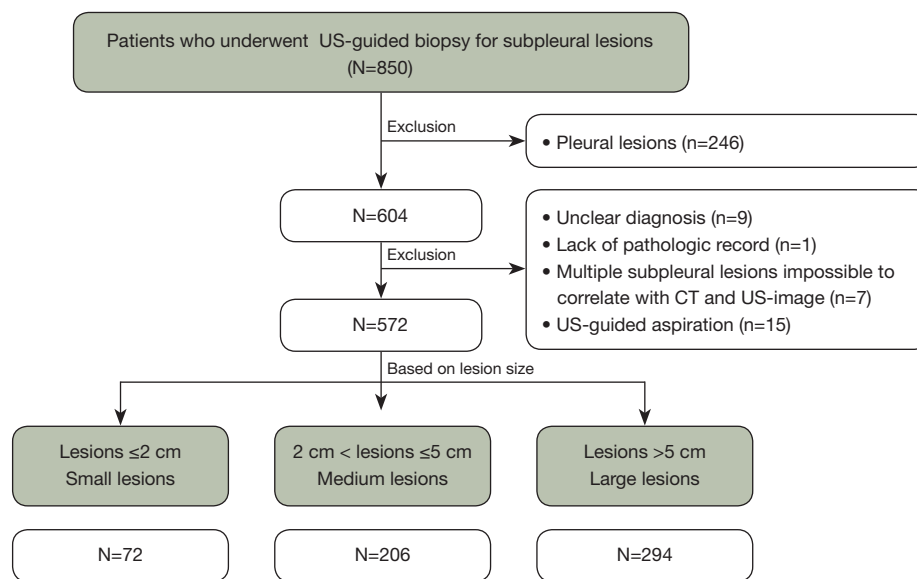 Patients who underwent US-guided biopsy for subpleural lesions
(N=850)
Exclusion
• Pleural lesions (n=246)
N=604
Exclusion
• Unclear diagnosis (n=9)
• Lack of pathologic record (n=1)
• Multiple subpleural lesions impossible to
correlate with CT and US-image (n=7)
• US-guided aspiration (n=15)
N=572
Based on lesion size
Lesions ≤2 cm
Small lesions
2 cm < lesions ≤5 cm
Medium lesions
Lesions >5 cm
Large lesions
N=72
N=206
N=294